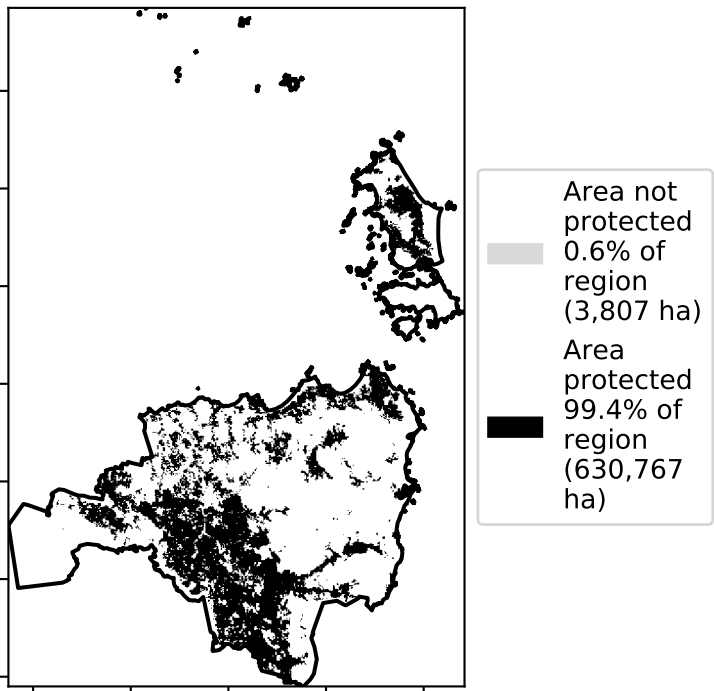 Area not
protected
0.6% of
region
(3,807 ha)
Area
protected
99.4% of
region
(630,767
ha)